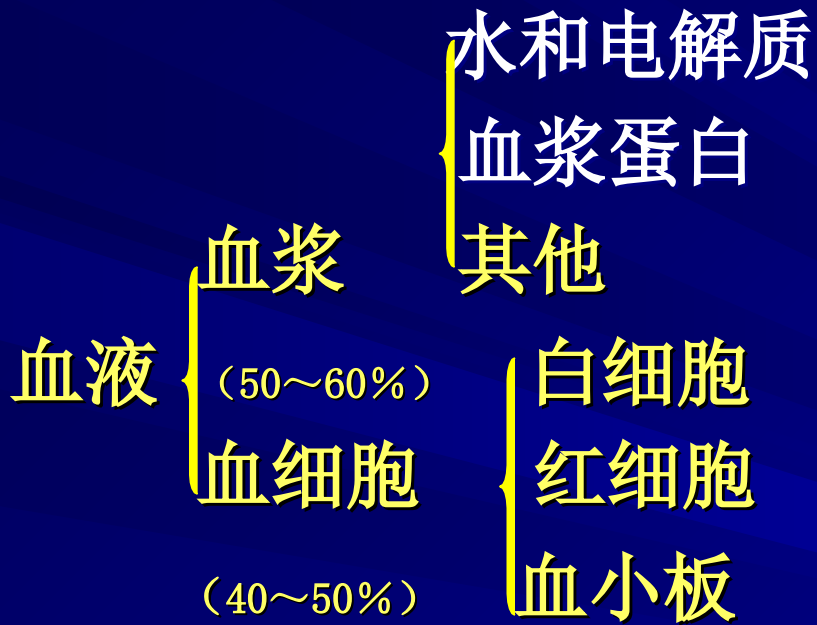 水和电解质
血浆蛋白
血浆 其他
血液 （50～60％） 白细胞
血细胞 红细胞
（40～50％） 血小板